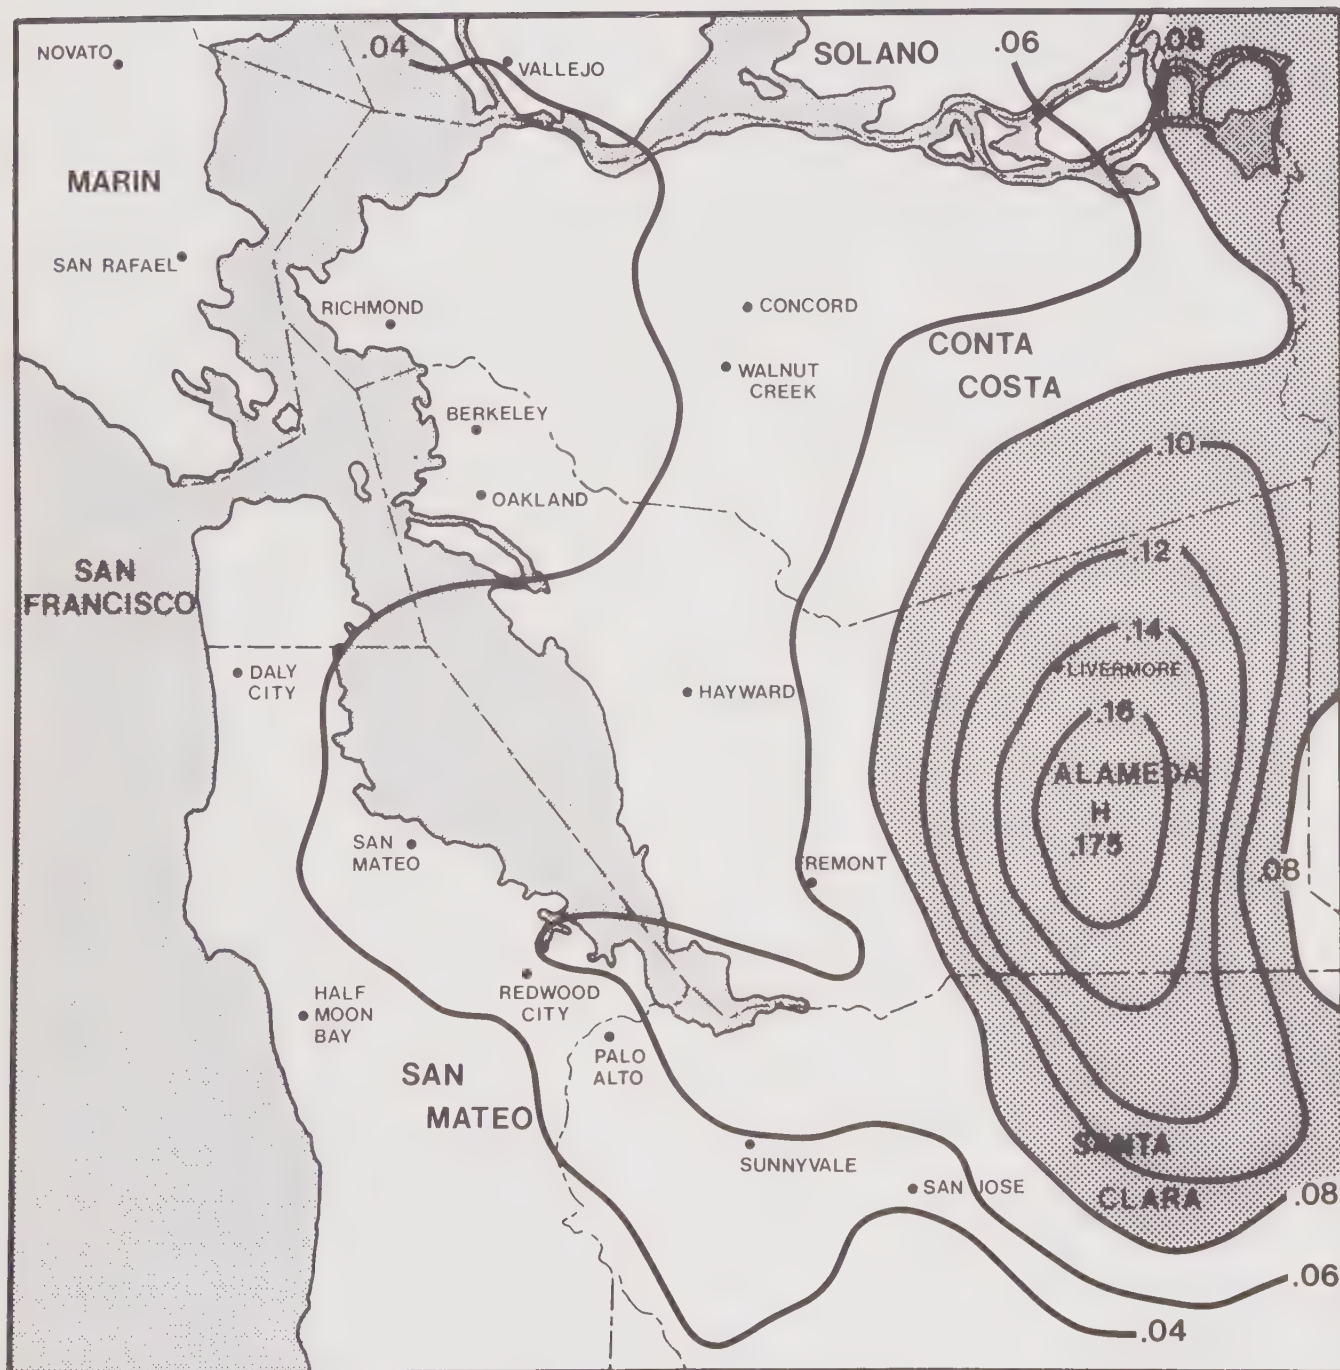 NOVATO
.04
VALLEJO
SOLANO
.06
.08
MARIN
SAN RAFAEL
RICHMOND
CONCORD
CONTA
COSTA
WALNUT
CREEK
BERKELEY
OAKLAND
.10
SAN
FRANCISCO
.12
.14
LIVERMORE
DALY
CITY
HAYWARD
.16
ALAMEDA
H
.175
SAN
MATEO
FREMONT
.08
HALF
MOON
BAY
REDWOOD
CITY
PALO
ALTO
SAN
MATEO
SUNNYVALE
SAN JOSE
SANTA
CLARA
.08
.06
.04